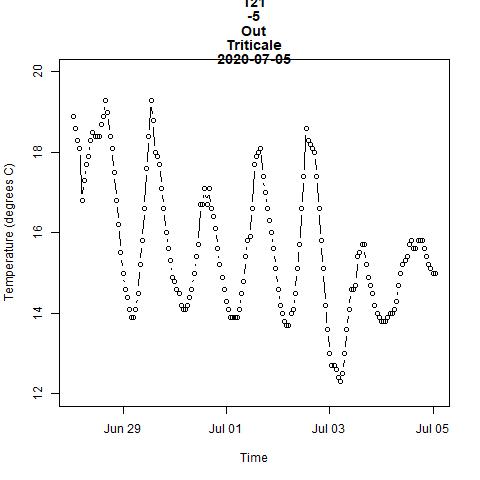 121
-5
Out
Triticale
2020-07-05
Temperature (degrees C)
20
18
16
14
12
Jun 29
Jul 01
Jul 03
Jul 05
Time